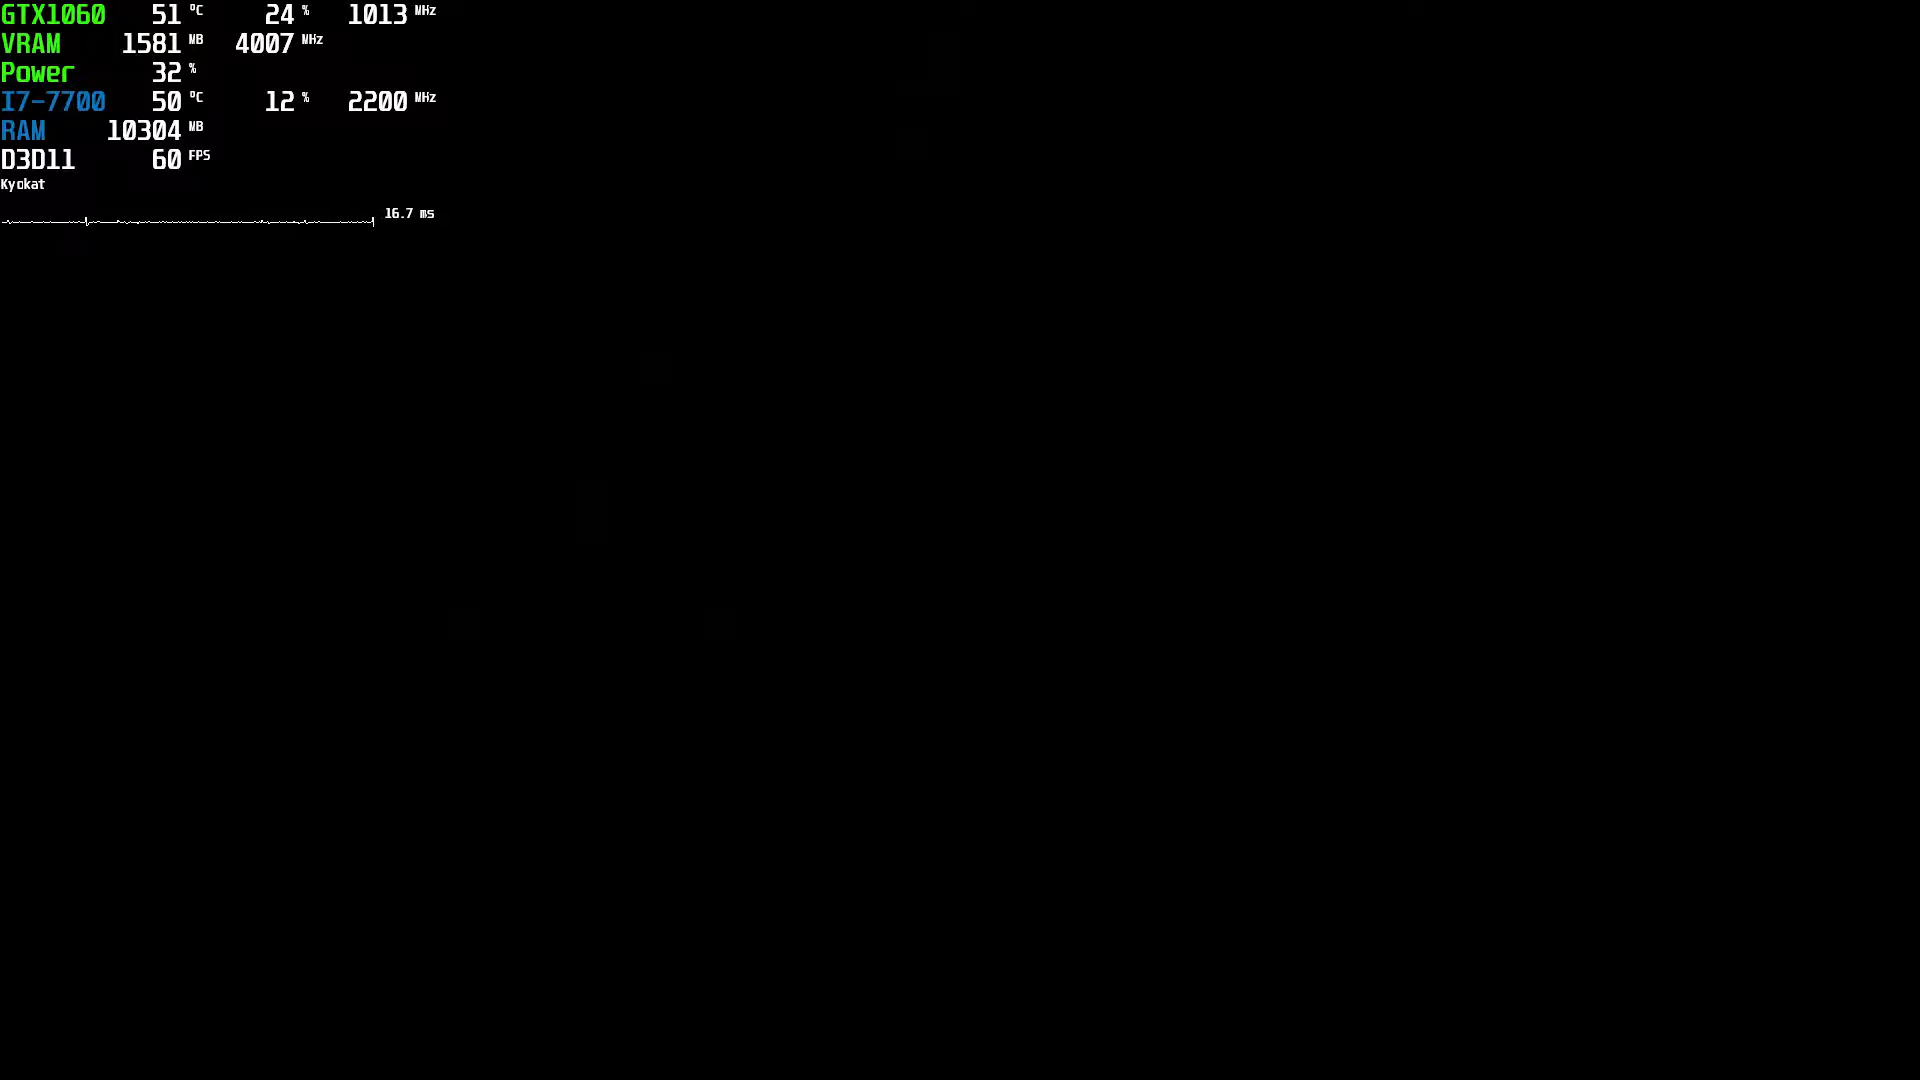 GTX1060 51 °C 24 % 1013 MHz
VRAM 1581 MB 4007 MHz
Power 32 %
I7-7700 50 °C 12 % 2200 MHz
RAM 10304 MB
D3D11 60 FPS
Kyokat
16.7 ms